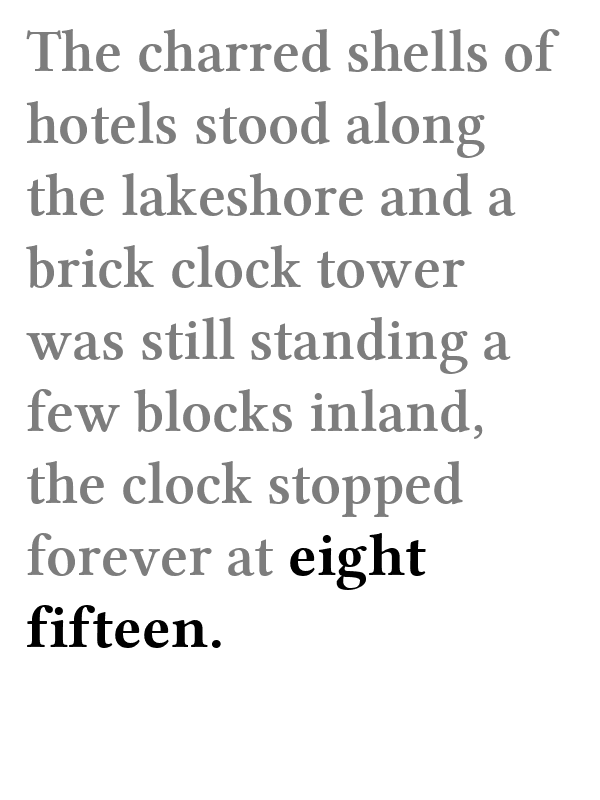 The charred shells of
hotels stood along
the lakeshore and a
brick clock tower
was still standing a
few blocks inland,
the clock stopped
forever at eight
fifteen.